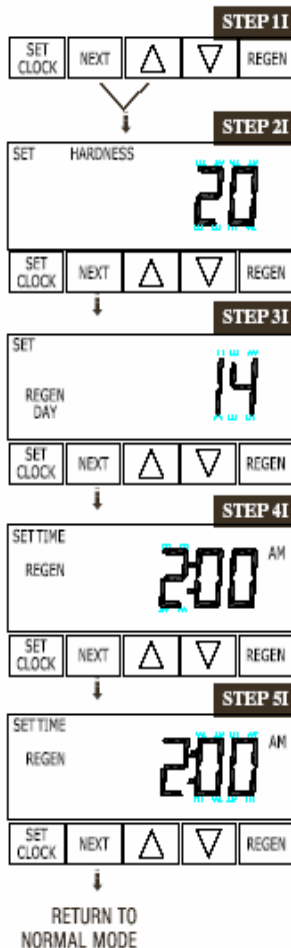 STEP 1I
SET CLOCK NEXT REGEN
STEP 2I
SET HARDNESS
20
SET CLOCK NEXT REGEN
STEP 3I
SET
14
REGEN
DAY
SET CLOCK NEXT REGEN
STEP 4I
SET TIME
REGEN 2:00 AM
SET CLOCK NEXT REGEN
STEP 5I
SET TIME
REGEN 2:00 AM
SET CLOCK NEXT REGEN
RETURN TO
NORMAL MODE